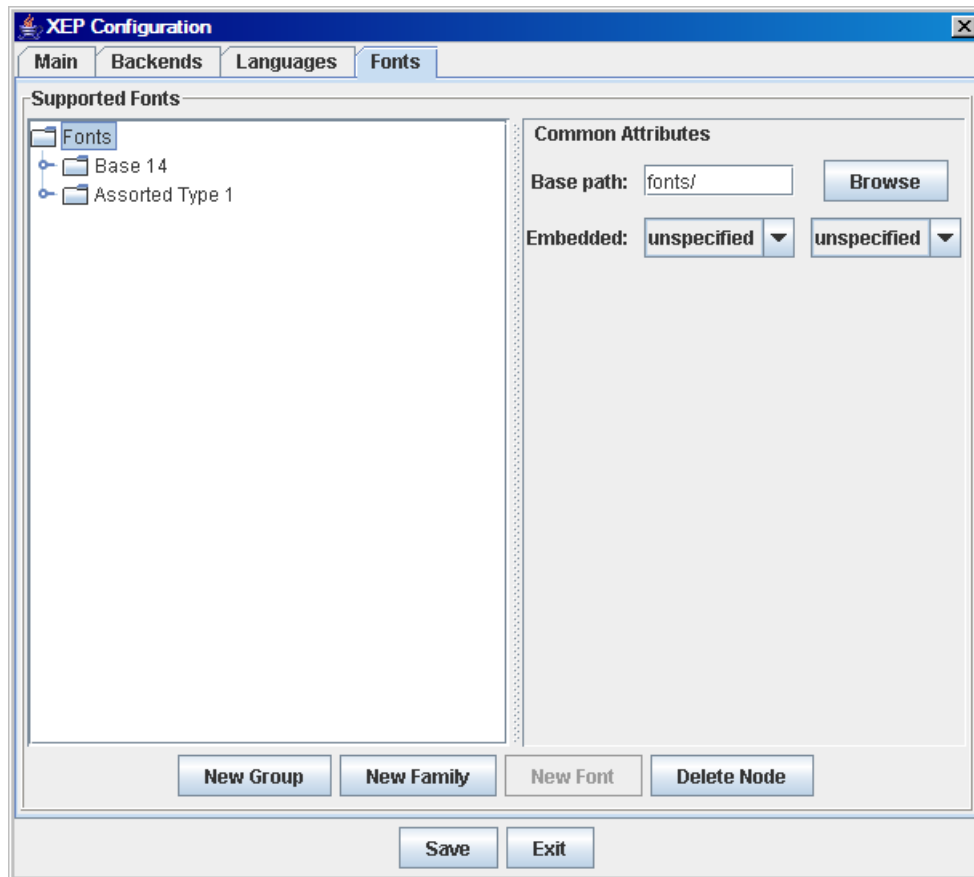 XEP Configuration
Main Backends Languages Fonts
Supported Fonts
Fonts
Base 14
Assorted Type 1
Common Attributes
Base path: fonts/ Browse
Embedded: unspecified unspecified
New Group New Family New Font Delete Node
Save Exit